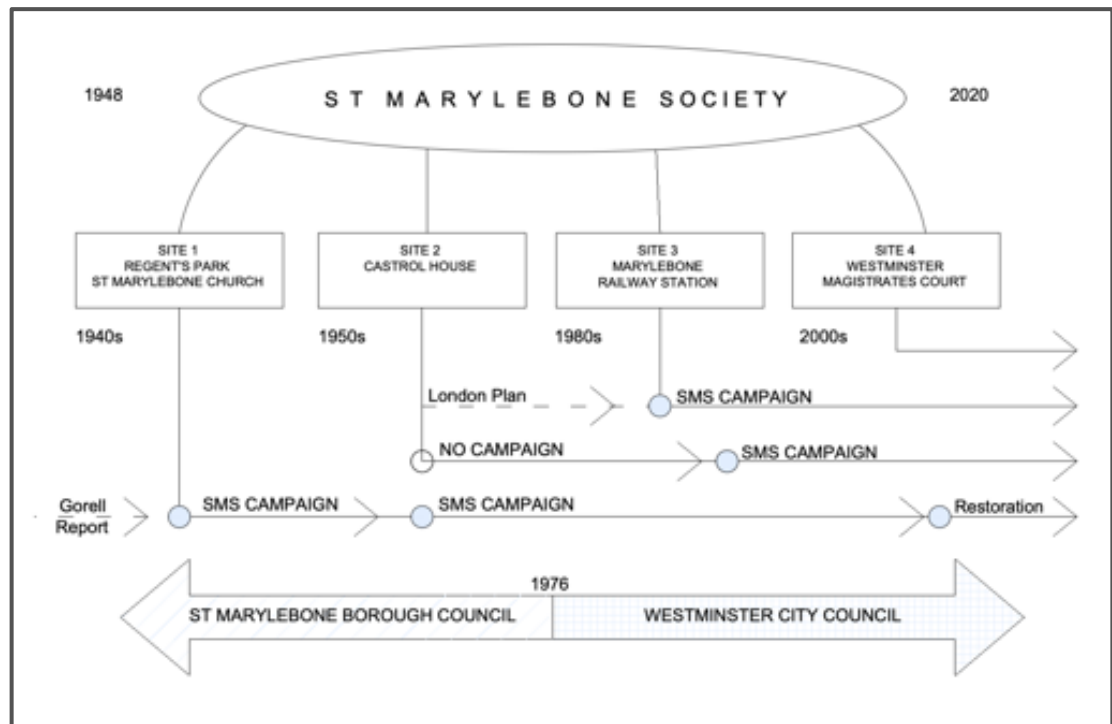 1948
ST MARYLEBONE SOCIETY
2020
SITE 1
REGENT'S PARK
ST MARYLEBONE CHURCH
SITE 2
CASTROL HOUSE
SITE 3
MARYLEBONE
RAILWAY STATION
SITE 4
WESTMINSTER
MAGISTRATES COURT
1940s
1950s
1980s
2000s
London Plan
SMS CAMPAIGN
NO CAMPAIGN
SMS CAMPAIGN
Gorell
Report
SMS CAMPAIGN
SMS CAMPAIGN
Restoration
1976
ST MARYLEBONE BOROUGH COUNCIL
WESTMINSTER CITY COUNCIL